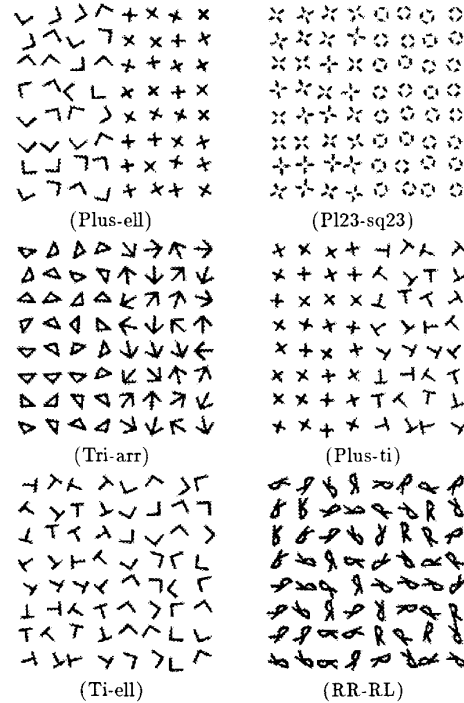 (Plus-ell)
(Pl23-sq23)
(Tri-arr)
(Plus-ti)
(Ti-ell)
(RR-RL)